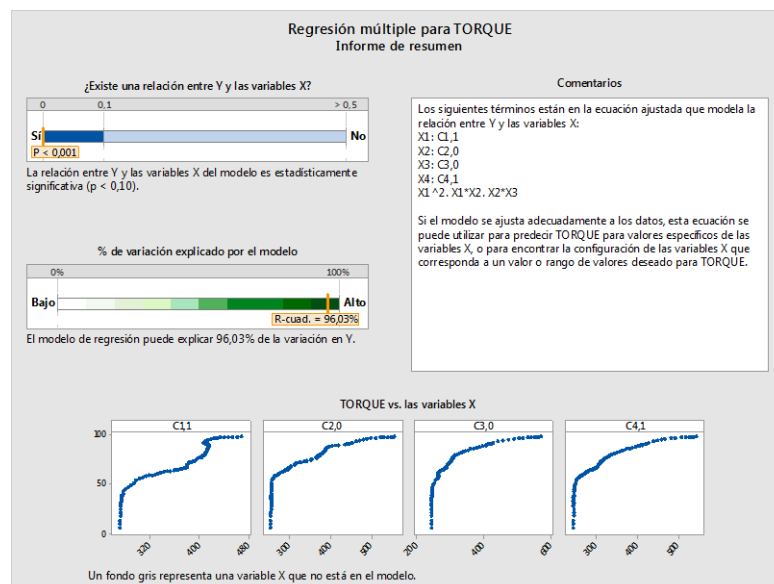 Regresión múltiple para TORQUE
Informe de resumen
¿Existe una relación entre Y y las variables X?
0 0,1 > 0,5
Sí No
P < 0,001
La relación entre Y y las variables X del modelo es estadísticamente
significativa (p < 0,10).
% de variación explicado por el modelo
0% 100%
Bajo Alto
R-cuad. = 96,03%
El modelo de regresión puede explicar 96,03% de la variación en Y.
Comentarios
Los siguientes términos están en la ecuación ajustada que modela la
relación entre Y y las variables X:
X1: C1,1
X2: C2,0
X3: C3,0
X4: C4,1
X1^2. X1*X2. X2*X3
Si el modelo se ajusta adecuadamente a los datos, esta ecuación se
puede utilizar para predecir TORQUE para valores específicos de las
variables X, o para encontrar la configuración de las variables X que
corresponda a un valor o rango de valores deseado para TORQUE.
TORQUE vs. las variables X
C1,1 C2,0 C3,0 C4,1
100
50
0
320 400 480 300 400 500 200 400 600 300 400 500
Un fondo gris representa una variable X que no está en el modelo.